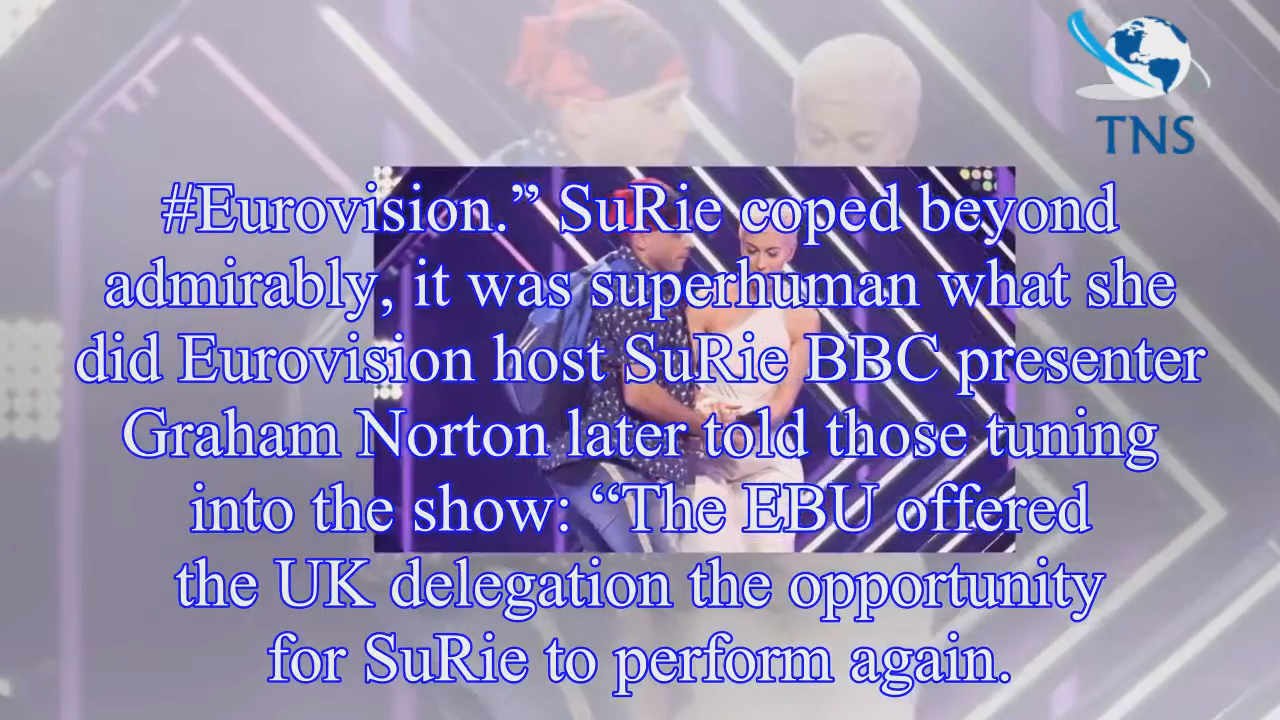 TNS
#Eurovision.” SuRie coped beyond
admirably, it was superhuman what she
did Eurovision host SuRie BBC presenter
Graham Norton later told those tuning
into the show: “The EBU offered
the UK delegation the opportunity
for SuRie to perform again.